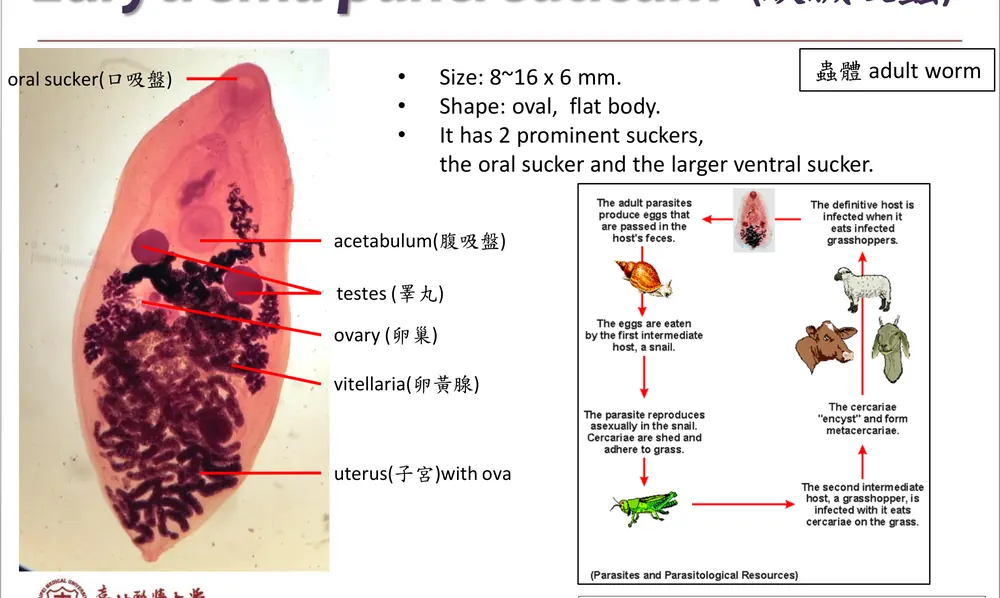 Eurytrema pancreaticum
oral sucker(口吸盤)
• Size: 8~16 x 6 mm.
• Shape: oval, flat body.
• It has 2 prominent suckers,
the oral sucker and the larger ventral sucker.
蟲體 adult worm
acetabulum(腹吸盤)
testes (睪丸)
ovary (卵巢)
vitellaria(卵黃腺)
uterus(子宮)with ova
The adult parasites
produce eggs that
are passed in the
host's feces.
The definitive host is
infected when it
eats infected
grasshoppers.
The eggs are eaten
by the first intermediate
host, a snail.
The parasite reproduces
asexually in the snail.
Cercariae are shed and
adhere to grass.
The cercariae
"encyst" and form
metacercariae.
The second intermediate
host, a grasshopper, is
infected with it eats
cercariae on the grass.
(Parasites and Parasitological Resources)